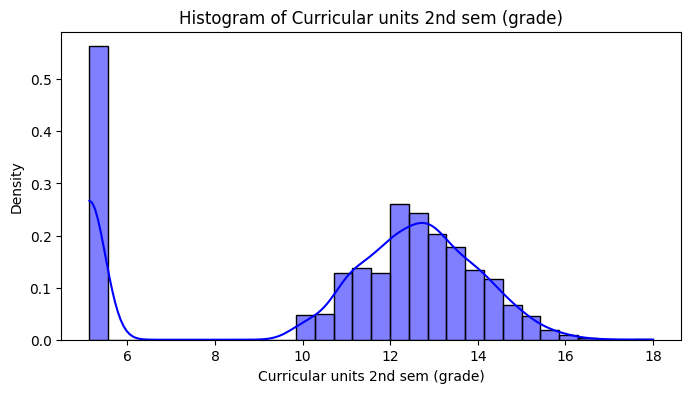 Histogram of Curricular units 2nd sem (grade)
Density
0.5
0.4
0.3
0.2
0.1
0.0
6 8 10 12 14 16 18
Curricular units 2nd sem (grade)